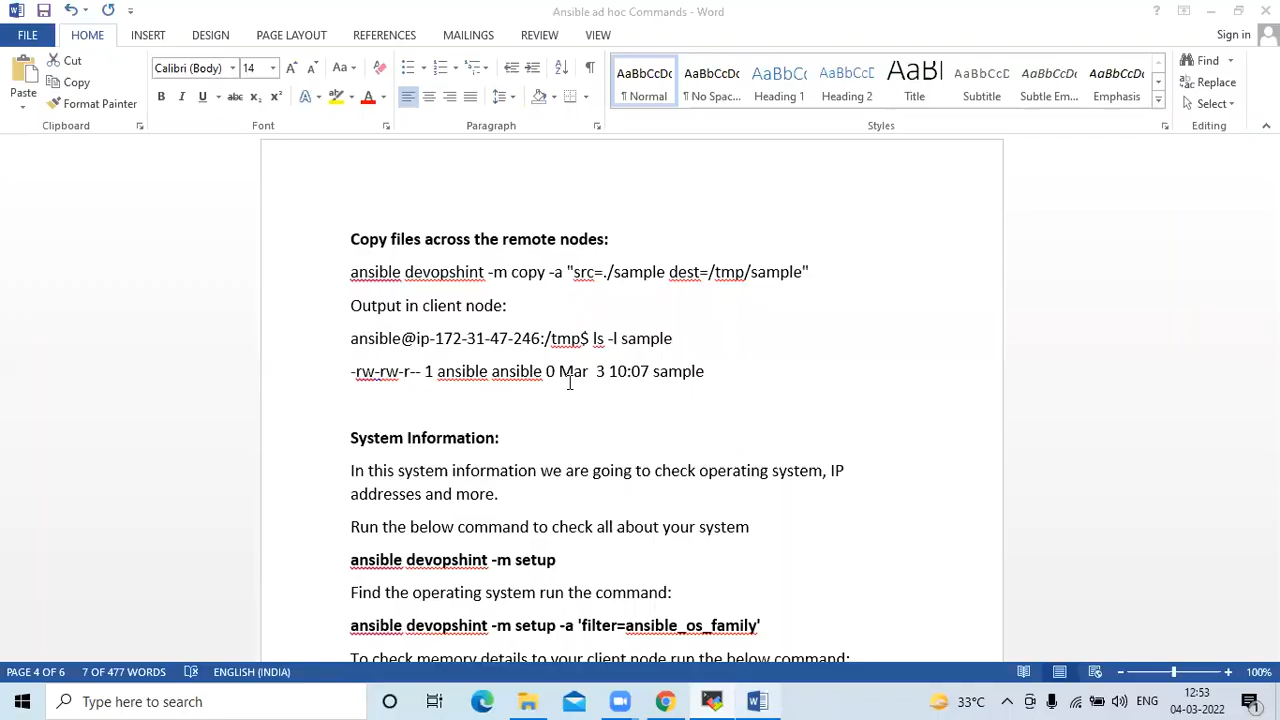 Ansible ad hoc Commands - Word
FILE HOME INSERT DESIGN PAGE LAYOUT REFERENCES MAILINGS REVIEW VIEW Sign in
Paste Cut Copy Format Painter
Calibri (Body) 14
AaBbCcDc AaBbCcDc AaBbCc AaBbCc AaBl AaBbCcD AaBbCcDc AaBbCcDc
¶ Normal ¶ No Spac... Heading 1 Heading 2 Title Subtitle Subtle Em... Emphasis
Find Replace Select
Clipboard Font Paragraph Styles Editing
Copy files across the remote nodes:
ansible devopshint -m copy -a "src=./sample dest=/tmp/sample"
Output in client node:
ansible@ip-172-31-47-246:/tmp$ ls -l sample
-rw-rw-r-- 1 ansible ansible 0 Mar  3 10:07 sample
System Information:
In this system information we are going to check operating system, IP
addresses and more.
Run the below command to check all about your system
ansible devopshint -m setup
Find the operating system run the command:
ansible devopshint -m setup -a 'filter=ansible_os_family'
To check memory details to your client node run the below command:
PAGE 4 OF 6 7 OF 477 WORDS ENGLISH (INDIA) 100%
Type here to search 33°C ENG 12:53
04-03-2022